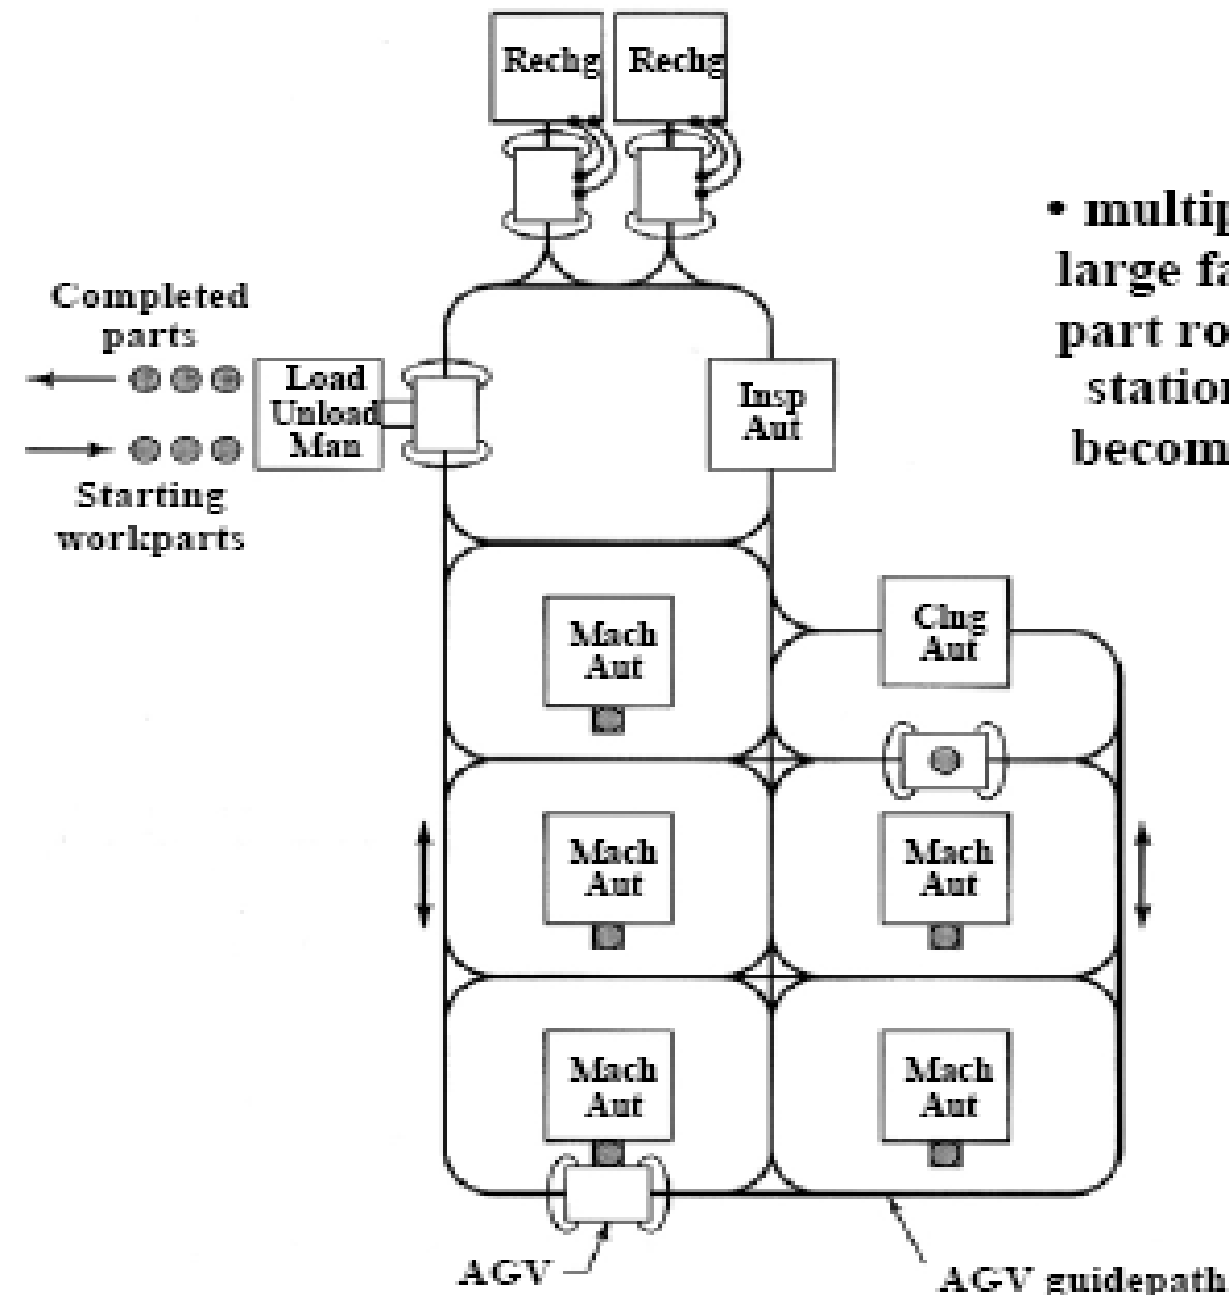 Rechg
Rechg
Completed
parts
Load
Unload
Man
Starting
workparts
Insp
Aut
• multip
large fa
part ro
station
becom
Mach
Aut
Clng
Aut
Mach
Aut
Mach
Aut
Mach
Aut
Mach
Aut
AGV
AGV guidepath